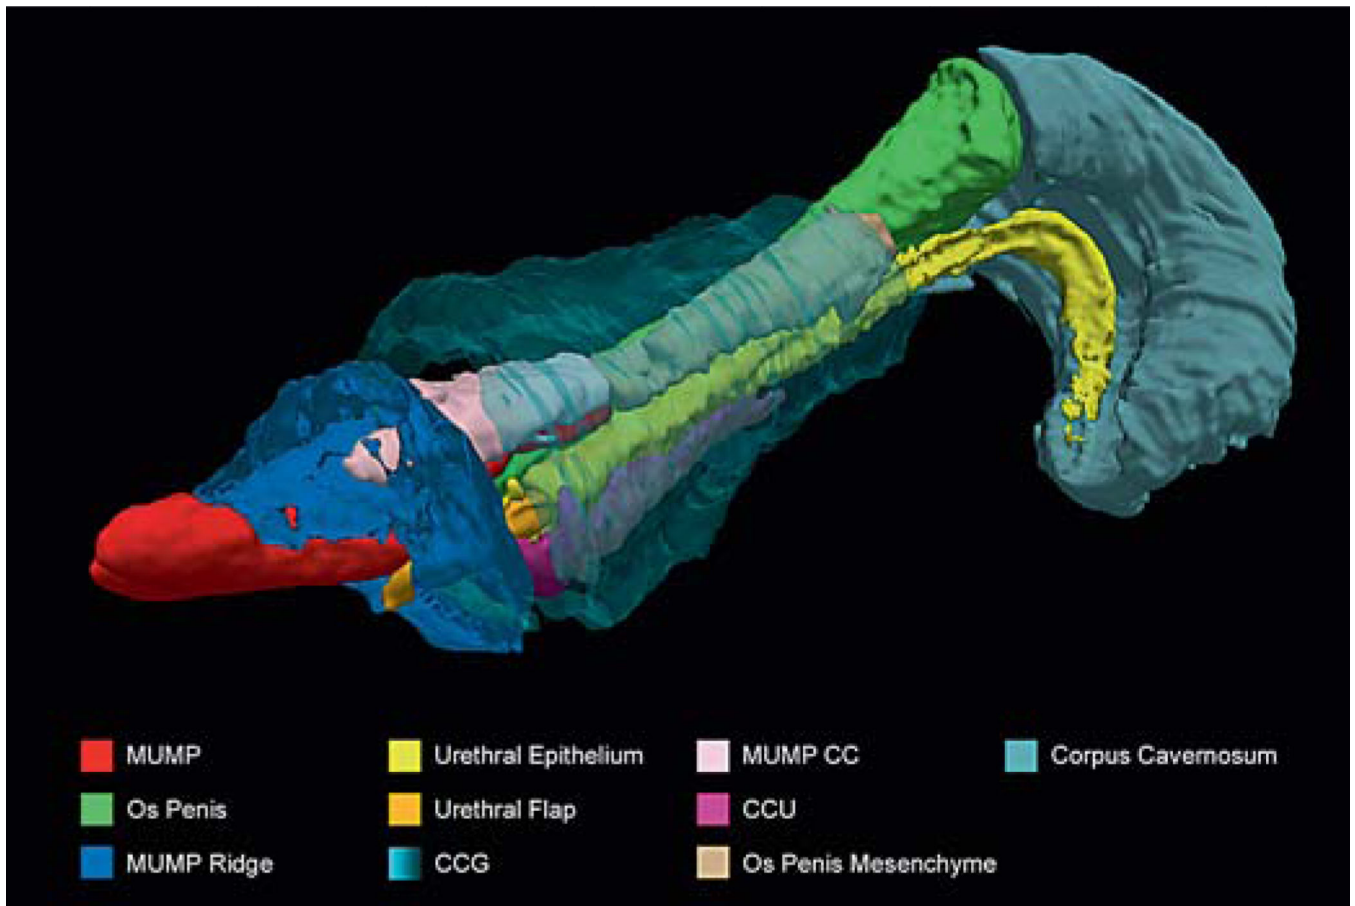 MUMP
Urethral Epithelium
MUMP CC
Corpus Cavernosum
Os Penis
Urethral Flap
CCU
MUMP Ridge
CCG
Os Penis Mesenchyme